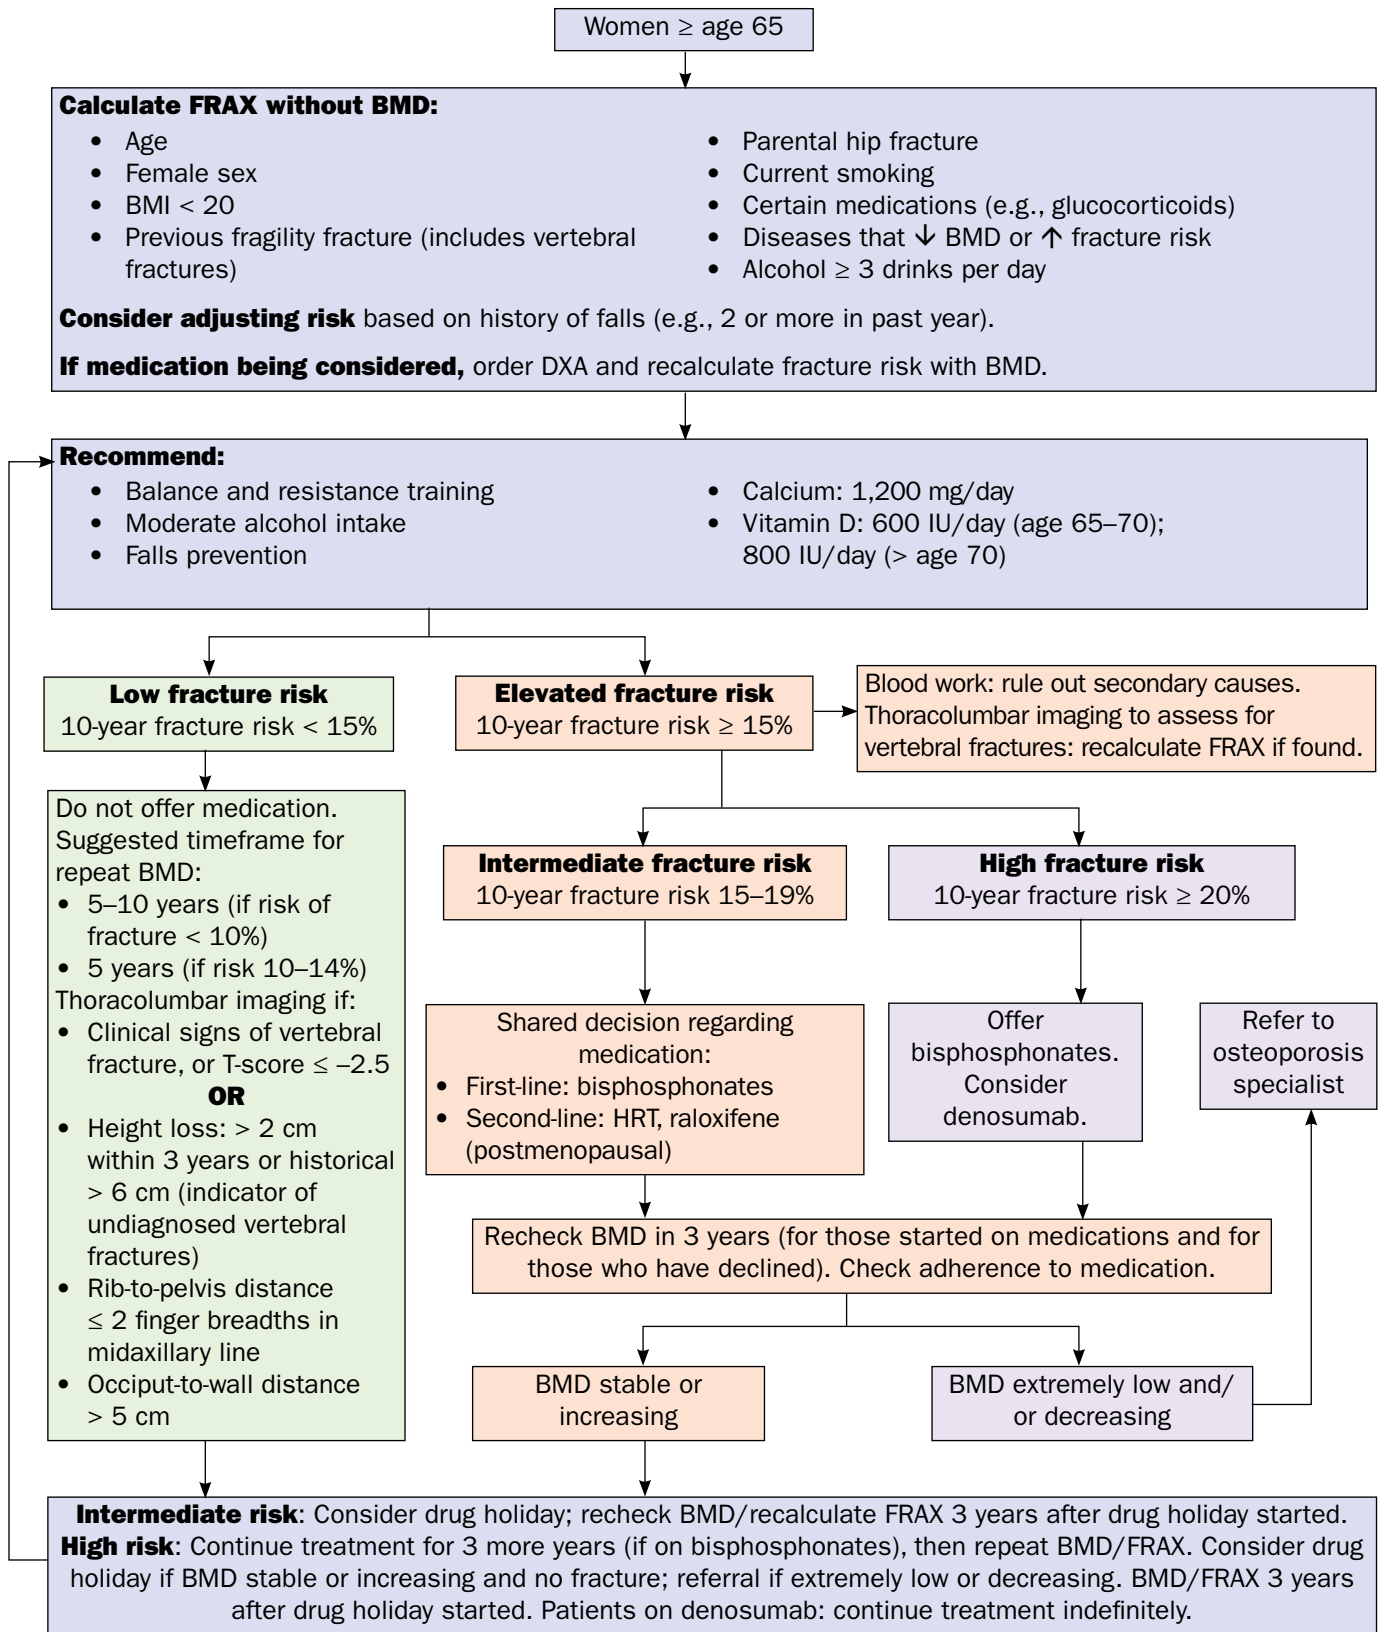 Women ≥ age 65
Calculate FRAX without BMD:
• Age
• Female sex
• BMI < 20
• Previous fragility fracture (includes vertebral
fractures)
• Parental hip fracture
• Current smoking
• Certain medications (e.g., glucocorticoids)
• Diseases that ↓ BMD or ↑ fracture risk
• Alcohol ≥ 3 drinks per day
Consider adjusting risk based on history of falls (e.g., 2 or more in past year).
If medication being considered, order DXA and recalculate fracture risk with BMD.
Recommend:
• Balance and resistance training
• Moderate alcohol intake
• Falls prevention
• Calcium: 1,200 mg/day
• Vitamin D: 600 IU/day (age 65–70);
800 IU/day (> age 70)
Low fracture risk
10-year fracture risk < 15%
Elevated fracture risk
10-year fracture risk ≥ 15%
Blood work: rule out secondary causes.
Thoracolumbar imaging to assess for
vertebral fractures: recalculate FRAX if found.
Do not offer medication.
Suggested timeframe for
repeat BMD:
• 5–10 years (if risk of
fracture < 10%)
• 5 years (if risk 10–14%)
Thoracolumbar imaging if:
• Clinical signs of vertebral
fracture, or T-score ≤ –2.5
OR
• Height loss: > 2 cm
within 3 years or historical
> 6 cm (indicator of
undiagnosed vertebral
fractures)
• Rib-to-pelvis distance
≤ 2 finger breadths in
midaxillary line
• Occiput-to-wall distance
> 5 cm
Intermediate fracture risk
10-year fracture risk 15–19%
High fracture risk
10-year fracture risk ≥ 20%
Shared decision regarding
medication:
• First-line: bisphosphonates
• Second-line: HRT, raloxifene
(postmenopausal)
Offer
bisphosphonates.
Consider
denosumab.
Refer to
osteoporosis
specialist
Recheck BMD in 3 years (for those started on medications and for
those who have declined). Check adherence to medication.
BMD stable or
increasing
BMD extremely low and/
or decreasing
Intermediate risk: Consider drug holiday; recheck BMD/recalculate FRAX 3 years after drug holiday started.
High risk: Continue treatment for 3 more years (if on bisphosphonates), then repeat BMD/FRAX. Consider drug
holiday if BMD stable or increasing and no fracture; referral if extremely low or decreasing. BMD/FRAX 3 years
after drug holiday started. Patients on denosumab: continue treatment indefinitely.